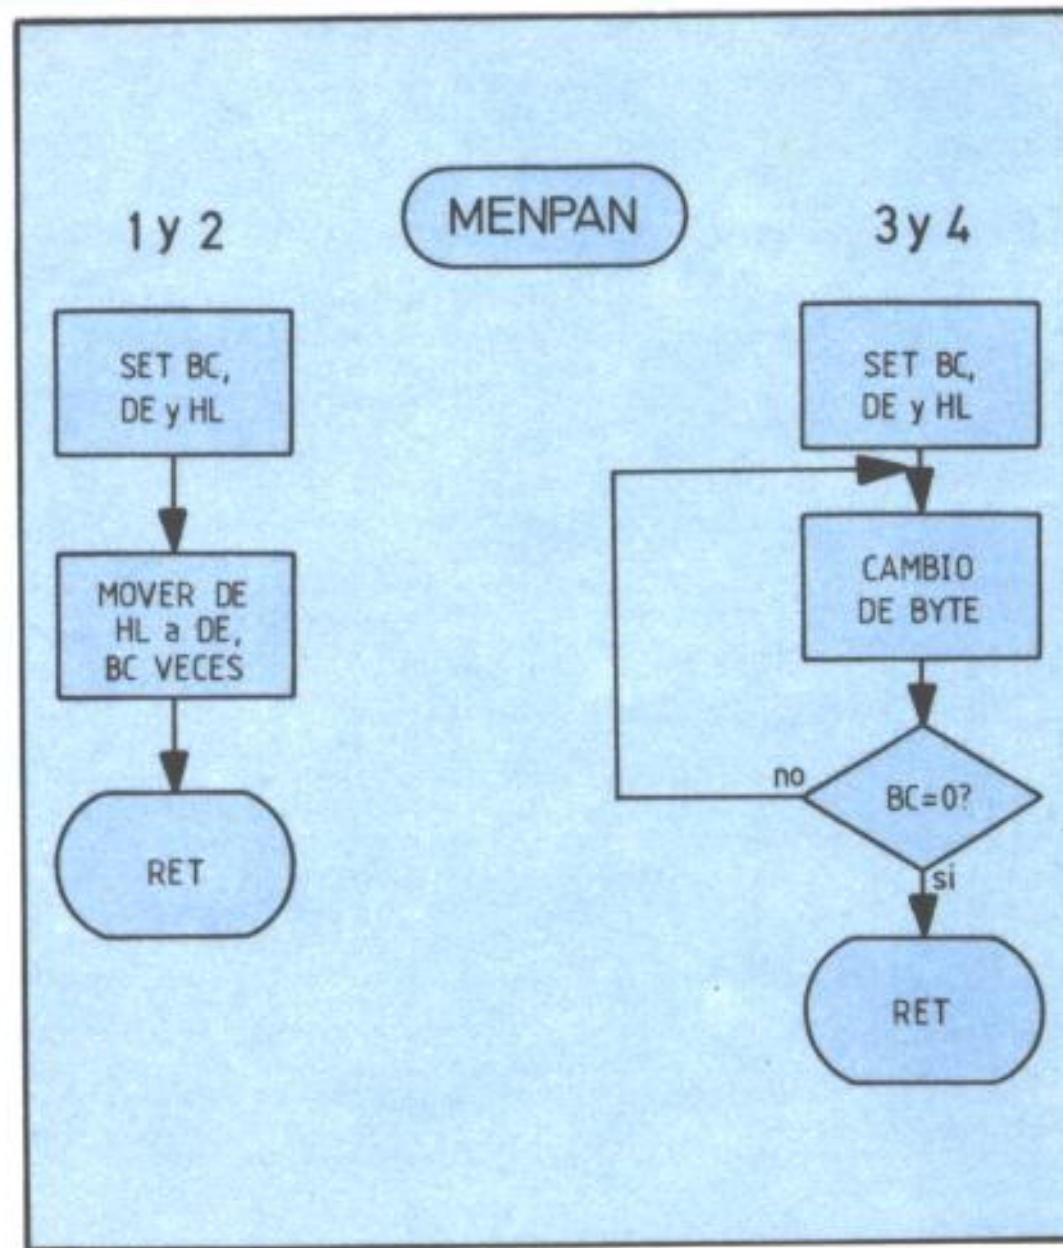 MENPAN
1 y 2
SET BC,
DE y HL
MOVER DE
HL a DE,
BC VECES
RET
3 y 4
SET BC,
DE y HL
CAMBIO
DE BYTE
BC=0?
no
si
RET